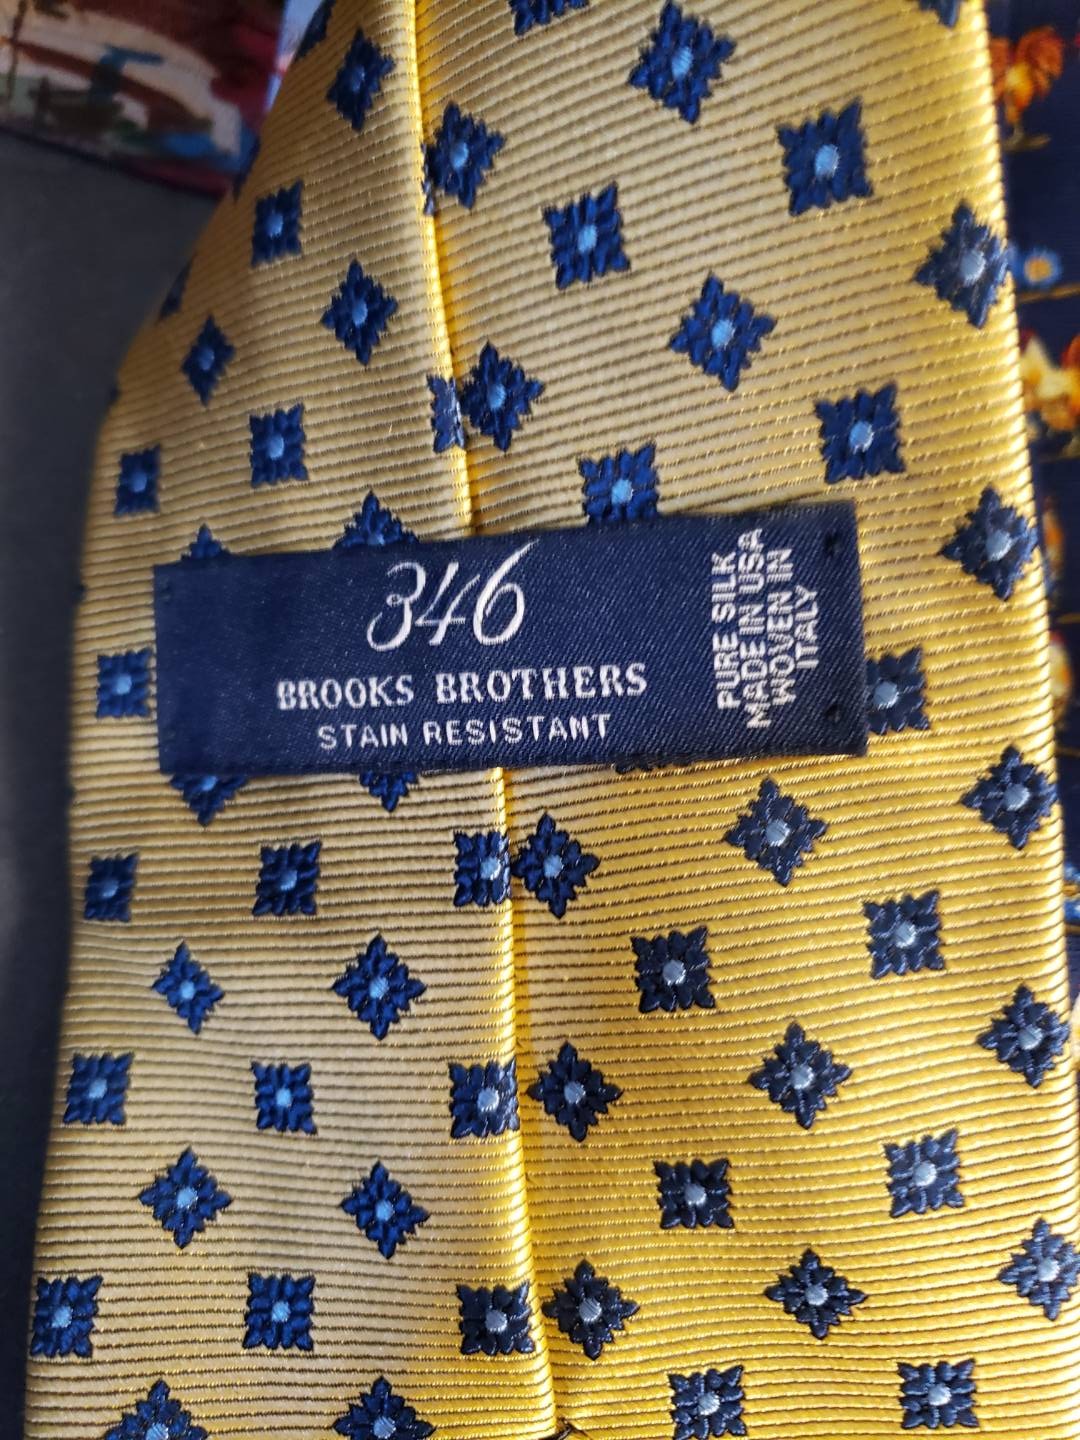 346
BROOKS BROTHERS
STAIN RESISTANT
PURE SILK
MADE IN USA
WOVEN IN
ITALY